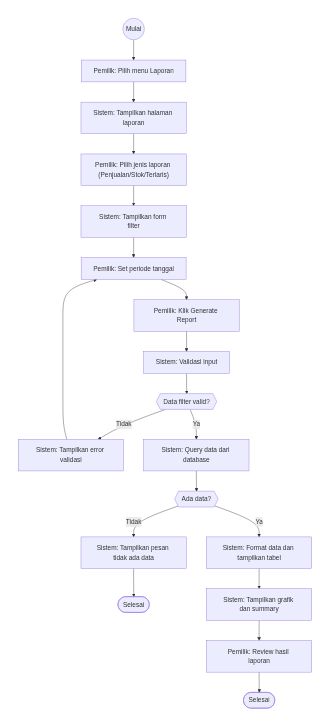 Mulai
Pemilik: Pilih menu Laporan
Sistem: Tampilkan halaman
laporan
Pemilik: Pilih jenis laporan
(Penjualan/Stok/Terlaris)
Sistem: Tampilkan form
filter
Pemilik: Set periode tanggal
Pemilik: Klik Generate
Report
Sistem: Validasi input
Data filter valid?
Tidak
Ya
Sistem: Tampilkan error
validasi
Sistem: Query data dari
database
Ada data?
Tidak
Ya
Sistem: Tampilkan pesan
tidak ada data
Sistem: Format data dan
tampilkan tabel
Selesai
Sistem: Tampilkan grafik
dan summary
Pemilik: Review hasil
laporan
Selesai